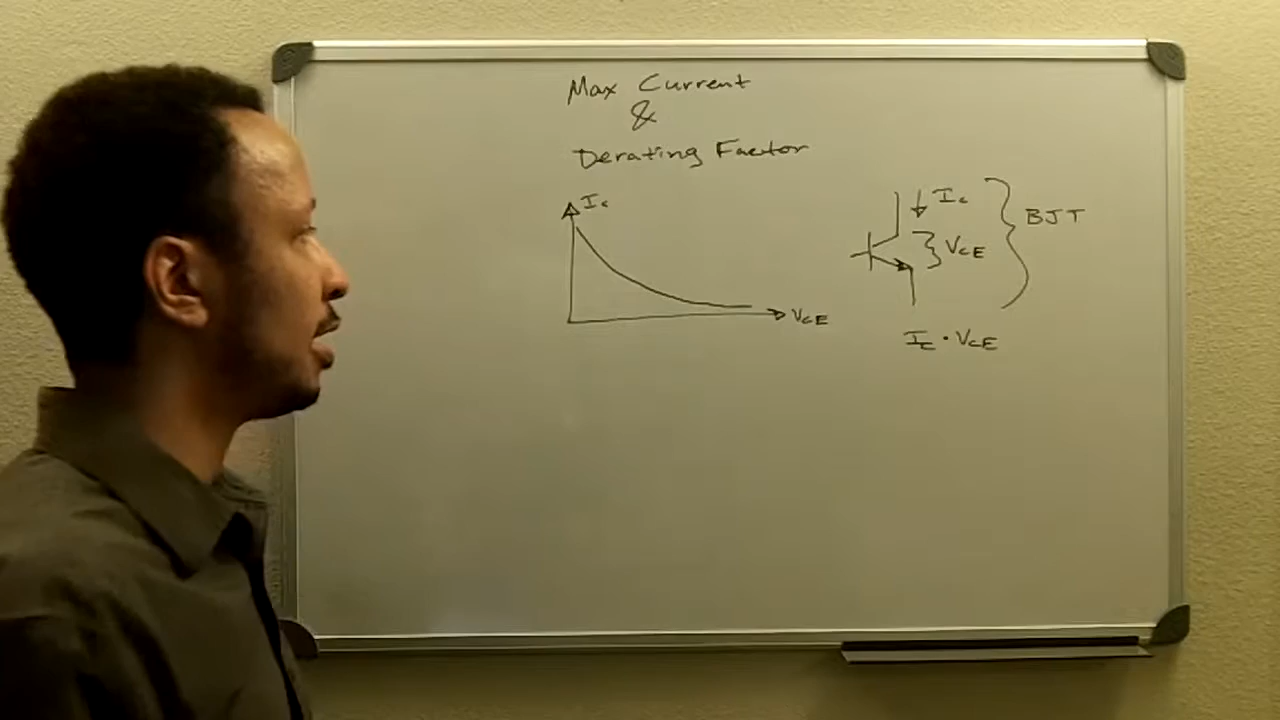 Max Current
&
Derating Factor
Ic
VCE
Ic
VCE
BJT
Ic · VCE